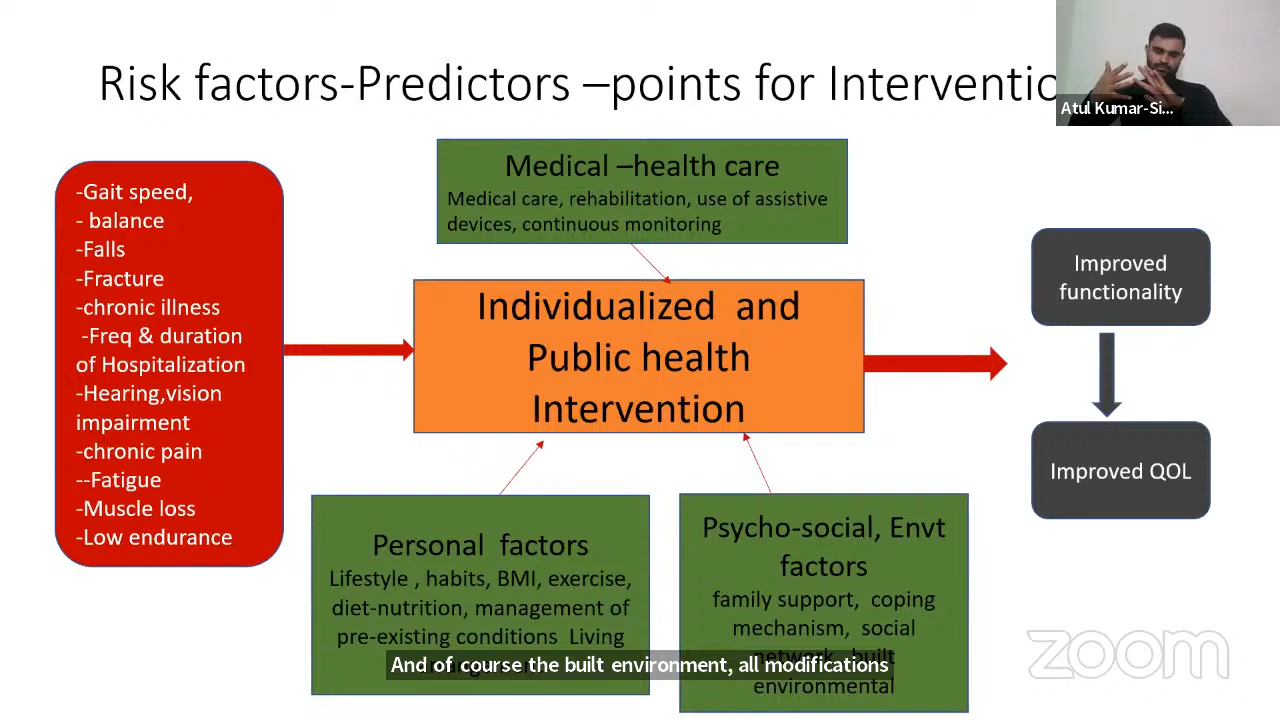 Risk factors-Predictors –points for Interventio
Atul Kumar-Si...
-Gait speed,
- balance
-Falls
-Fracture
-chronic illness
-Freq & duration
of Hospitalization
-Hearing,vision
impairment
-chronic pain
--Fatigue
-Muscle loss
-Low endurance
Medical –health care
Medical care, rehabilitation, use of assistive
devices, continuous monitoring
Individualized and
Public health
Intervention
Improved
functionality
Improved QOL
Personal factors
Lifestyle , habits, BMI, exercise,
diet-nutrition, management of
pre-existing conditions Living
Psycho-social, Envt
factors
family support, coping
mechanism, social
network built
environmental
And of course the built environment, all modifications
zoom